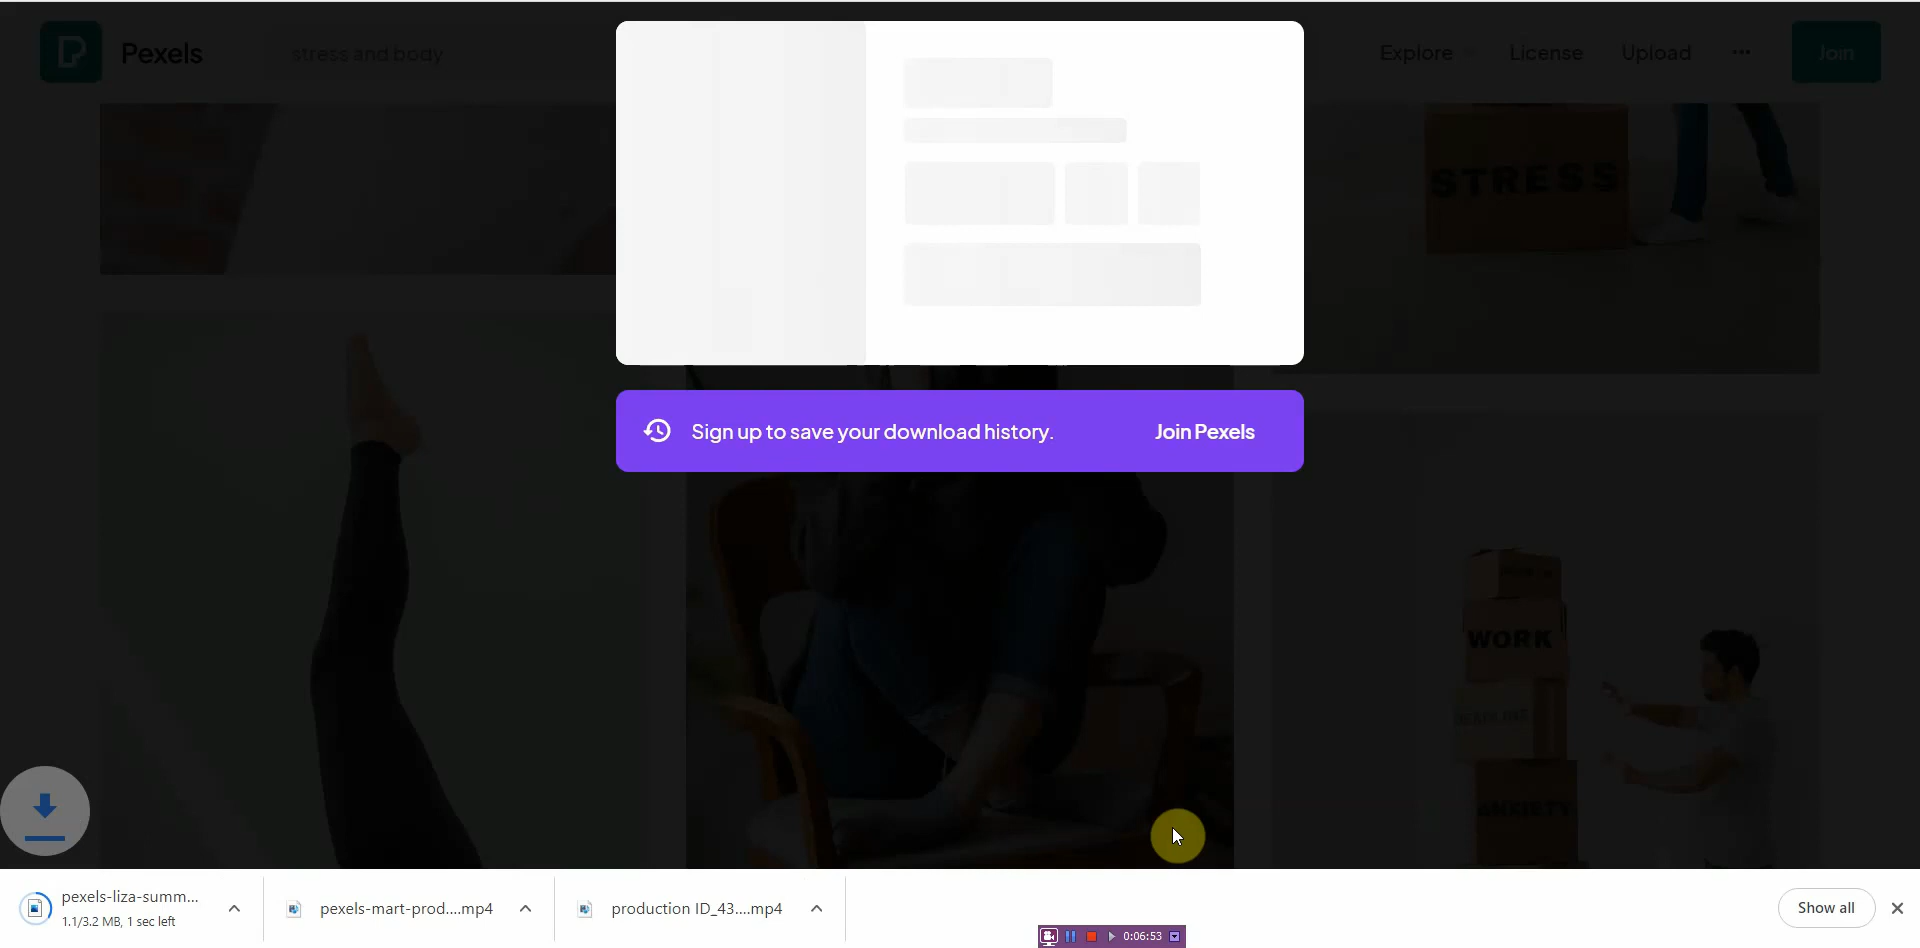 Pexels
stress and body
Explore
License
Upload
...
Join
STRESS
Sign up to save your download history.
Join Pexels
WORK
ANXIETY
pexels-liza-summ...
1.1/3.2 MB, 1 sec left
pexels-mart-prod....mp4
production ID_43....mp4
Show all
0:06:53